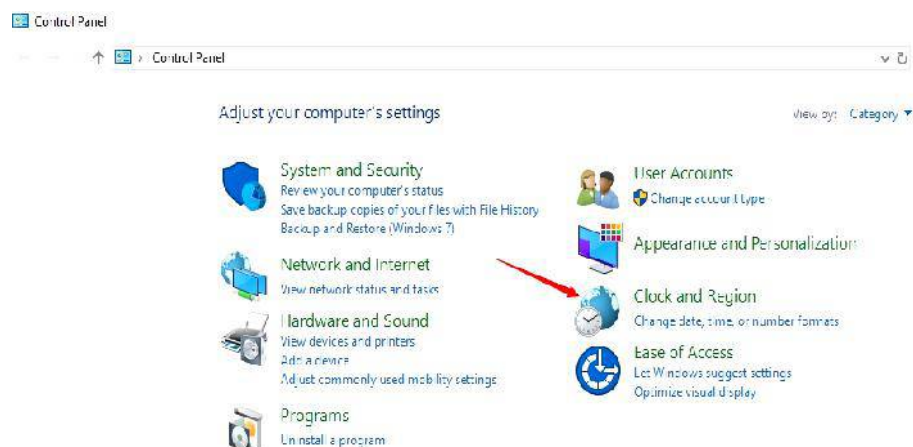 Control Panel
Control Panel
Adjust your computer's settings
View by: Category
System and Security
Review your computer's status
Save backup copies of your files with File History
Backup and Restore (Windows 7)
Network and Internet
View network status and tasks
Hardware and Sound
View devices and printers
Add a device
Adjust commonly used mobility settings
Programs
Uninstall a program
User Accounts
Change account type
Appearance and Personalization
Clock and Region
Change date, time, or number formats
Ease of Access
Let Windows suggest settings
Optimize visual display